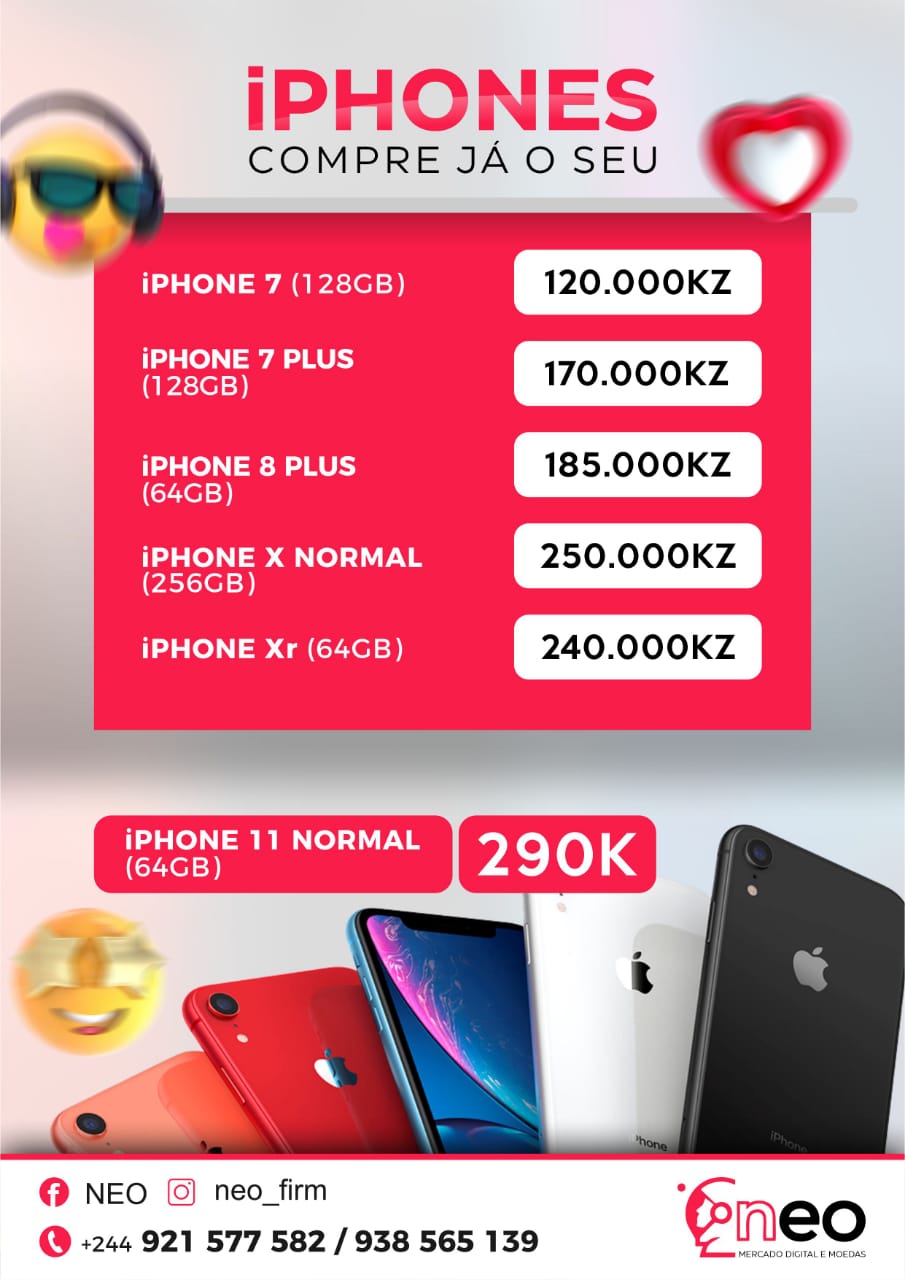 iPHONES
COMPRE JÁ O SEU
iPHONE 7 (128GB) 120.000KZ
iPHONE 7 PLUS
(128GB)
170.000KZ
iPHONE 8 PLUS
(64GB)
185.000KZ
iPHONE X NORMAL
(256GB)
250.000KZ
iPHONE Xr (64GB) 240.000KZ
iPHONE 11 NORMAL
(64GB)
290K
iPhone
iPhone
NEO neo_firm
+244 921 577 582 / 938 565 139
neo
MERCADO DIGITAL E MOEDAS